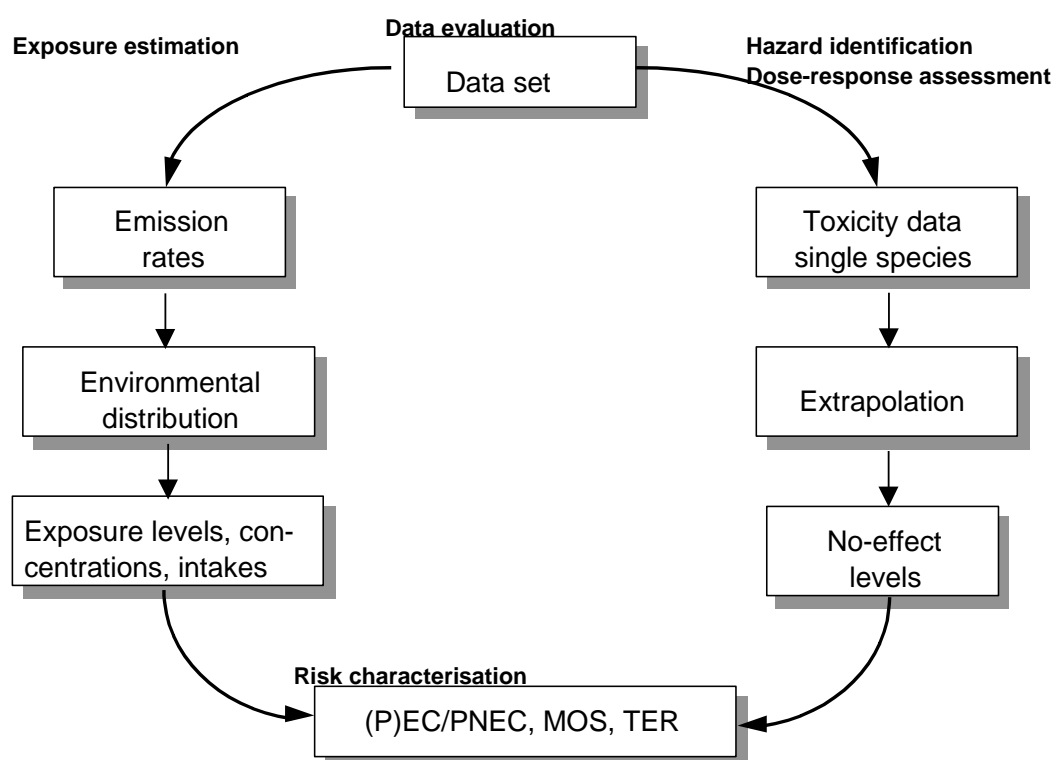 Data evaluation
Exposure estimation
Hazard identification
Dose-response assessment
Data set
Emission
rates
Toxicity data
single species
Environmental
distribution
Extrapolation
Exposure levels, con-
centrations, intakes
No-effect
levels
Risk characterisation
(P)EC/PNEC, MOS, TER